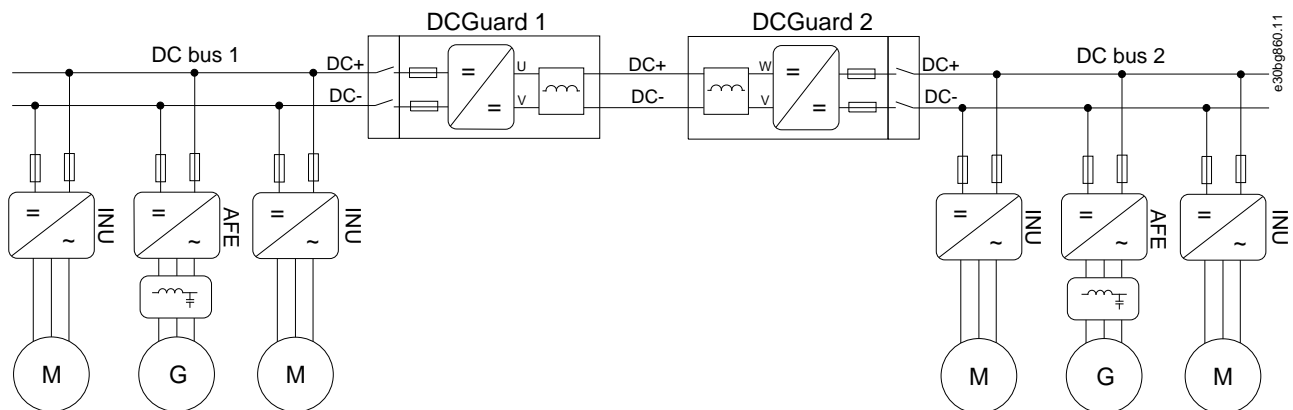 DCGuard 1
DCGuard 2
e30bg860.11
DC bus 1
DC+
DC+
DC+
DC bus 2
=
=
U
W
=
=
DC-
V
DC-
V
DC-
=
~
INU
=
~
AFE
=
~
INU
=
~
INU
=
~
AFE
=
~
INU
M
G
M
M
G
M